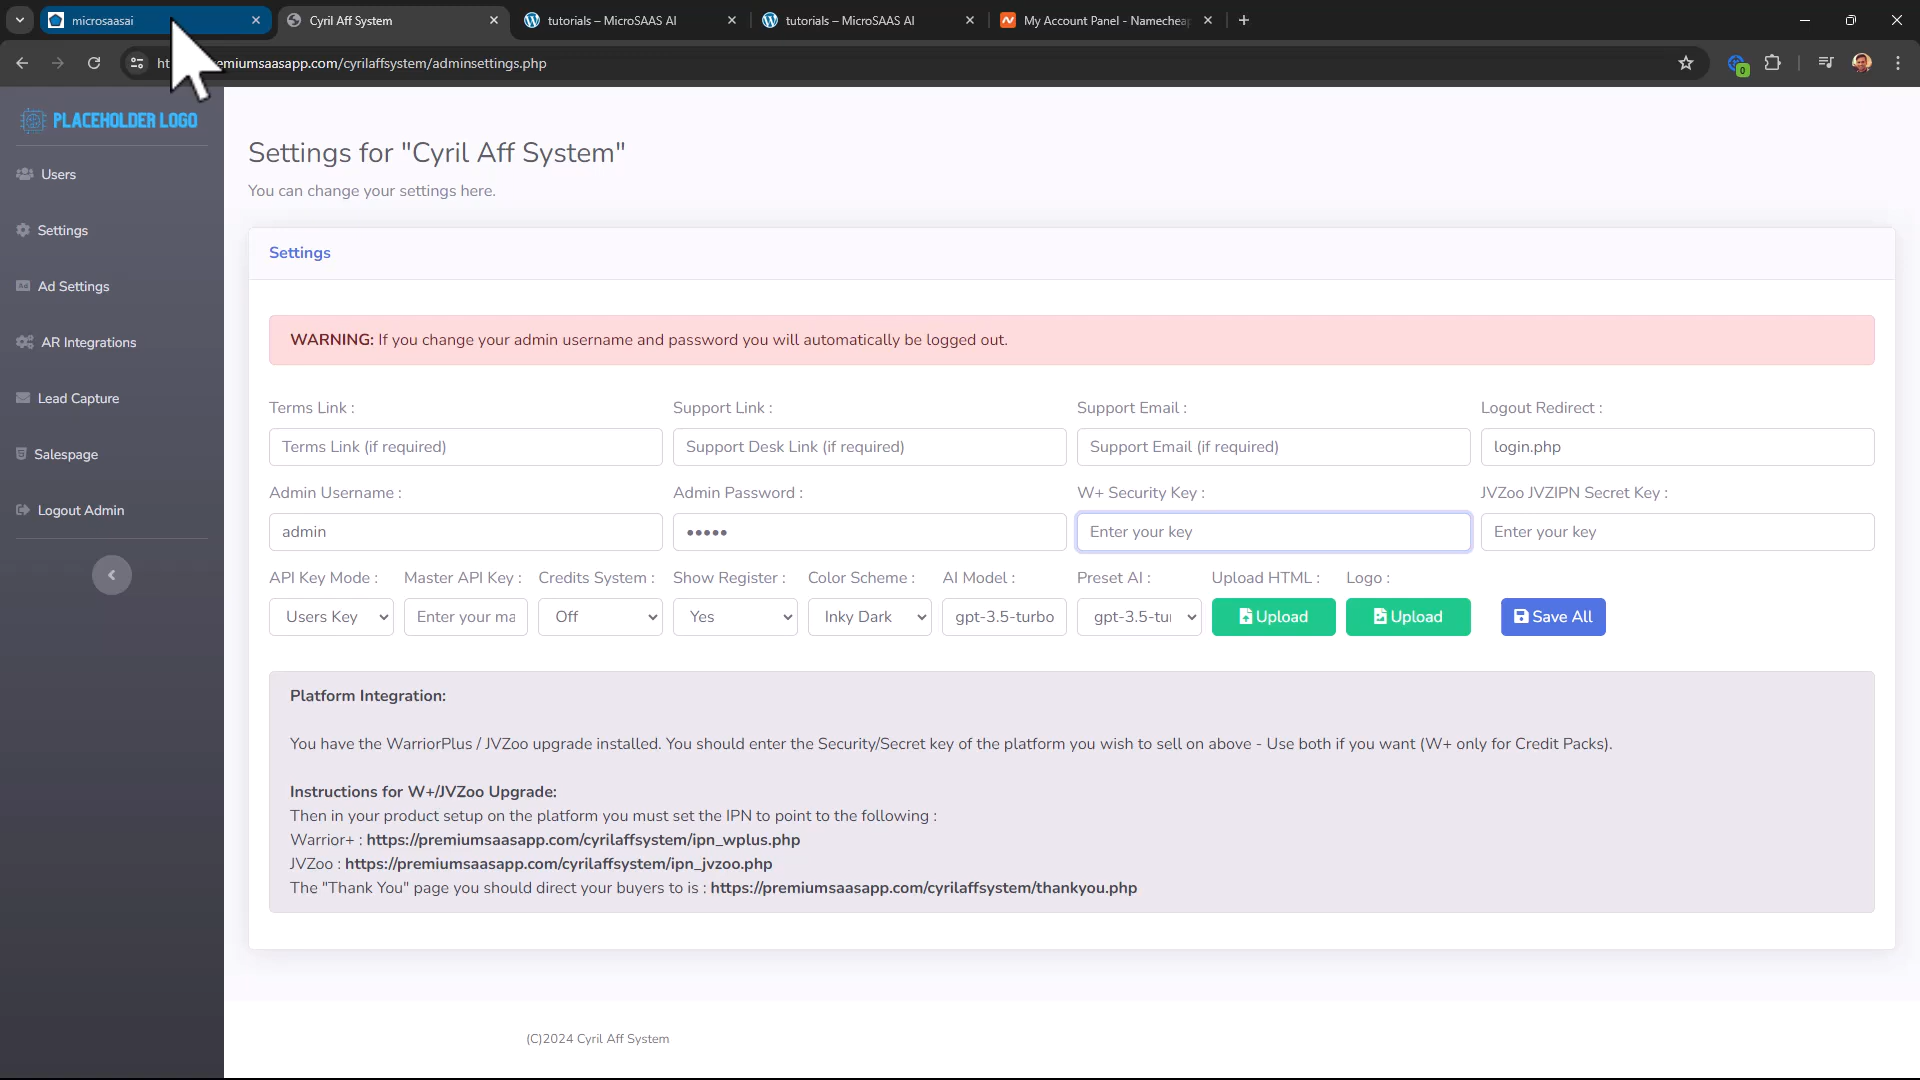 microsaasai
Cyril Aff System
tutorials – MicroSAAS AI
tutorials – MicroSAAS AI
My Account Panel - Namecheap
emiumsaasapp.com/cyrilaffsystem/adminsettings.php
0
PLACEHOLDER LOGO
Users
Settings
Ad Settings
AR Integrations
Lead Capture
Salespage
Logout Admin
Settings for "Cyril Aff System"
You can change your settings here.
Settings
WARNING: If you change your admin username and password you will automatically be logged out.
Terms Link : Support Link : Support Email : Logout Redirect :
Terms Link (if required) Support Desk Link (if required) Support Email (if required) login.php
Admin Username : Admin Password : W+ Security Key : JVZoo JVZIPN Secret Key :
admin ••••• Enter your key Enter your key
API Key Mode : Master API Key : Credits System : Show Register : Color Scheme : AI Model : Preset AI : Upload HTML : Logo :
Users Key Enter your ma Off Yes Inky Dark gpt-3.5-turbo gpt-3.5-tu Upload Upload Save All
Platform Integration:
You have the WarriorPlus / JVZoo upgrade installed. You should enter the Security/Secret key of the platform you wish to sell on above - Use both if you want (W+ only for Credit Packs).
Instructions for W+/JVZoo Upgrade:
Then in your product setup on the platform you must set the IPN to point to the following :
Warrior+ : https://premiumsaasapp.com/cyrilaffsystem/ipn_wplus.php
JVZoo : https://premiumsaasapp.com/cyrilaffsystem/ipn_jvzoo.php
The "Thank You" page you should direct your buyers to is : https://premiumsaasapp.com/cyrilaffsystem/thankyou.php
(C)2024 Cyril Aff System